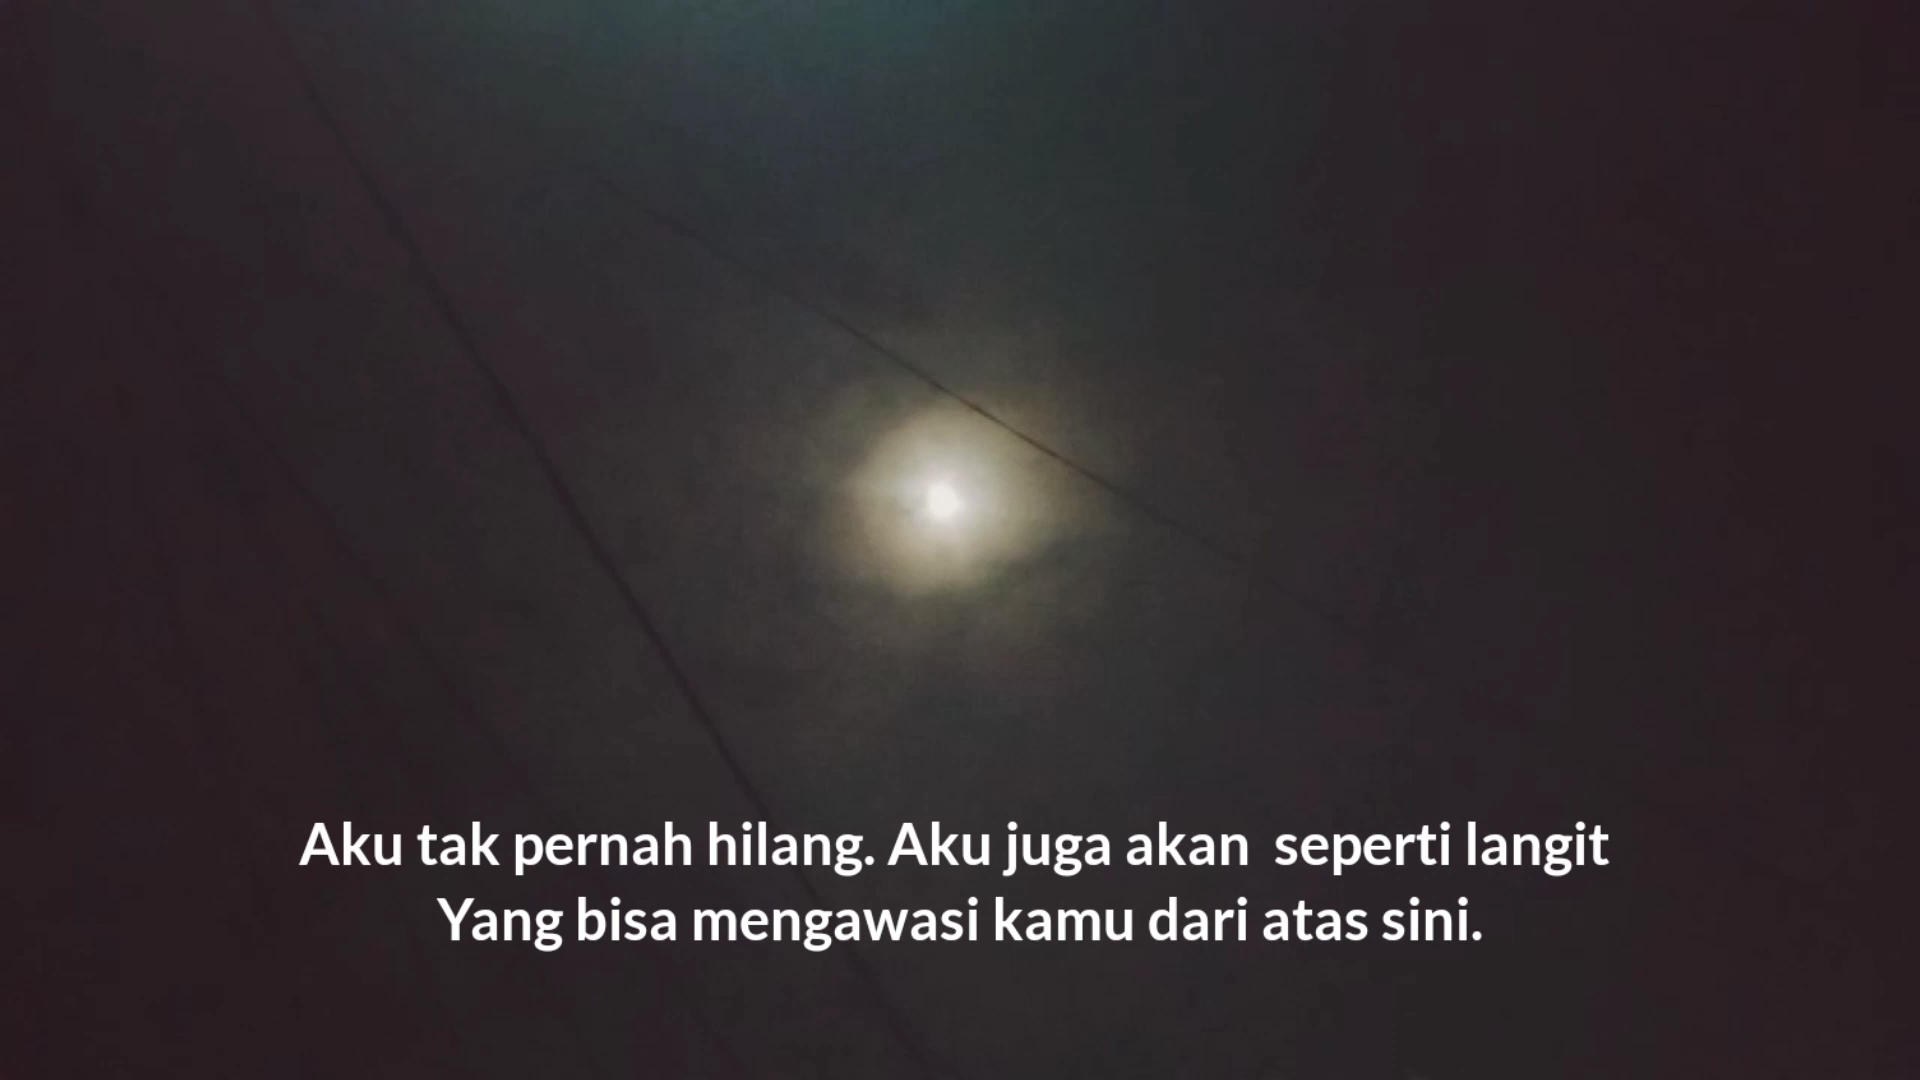 Aku tak pernah hilang. Aku juga akan  seperti langit
Yang bisa mengawasi kamu dari atas sini.